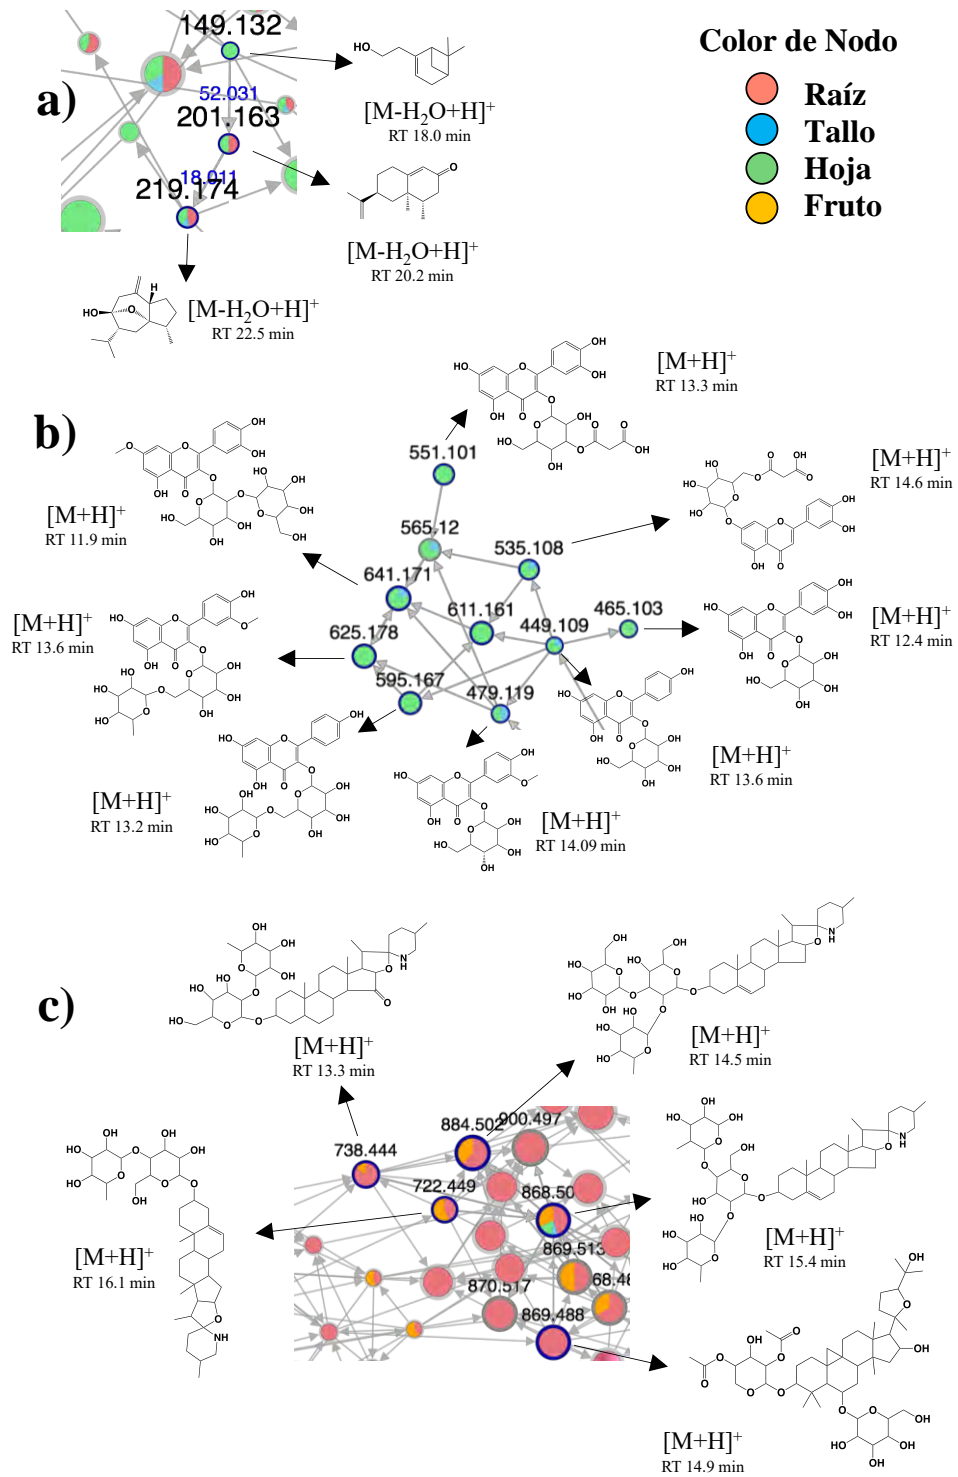 Color de Nodo
Raíz
Tallo
Hoja
Fruto
a)
149.132
52.031
201.163
18.011
219.174
HO
[M-H₂O+H]⁺
RT 18.0 min
O
[M-H₂O+H]⁺
RT 20.2 min
H
HO
O
[M-H₂O+H]⁺
RT 22.5 min
b)
[M+H]⁺
RT 13.3 min
551.101
[M+H]⁺
RT 14.6 min
[M+H]⁺
RT 11.9 min
565.12
535.108
641.171
611.161
465.103
625.178
449.109
595.167
479.119
[M+H]⁺
RT 13.6 min
[M+H]⁺
RT 12.4 min
[M+H]⁺
RT 13.6 min
[M+H]⁺
RT 13.2 min
[M+H]⁺
RT 14.09 min
c)
[M+H]⁺
RT 13.3 min
[M+H]⁺
RT 14.5 min
884.502
900.497
738.444
722.449
868.50
869.513
68.48
870.517
869.488
[M+H]⁺
RT 16.1 min
[M+H]⁺
RT 15.4 min
[M+H]⁺
RT 14.9 min